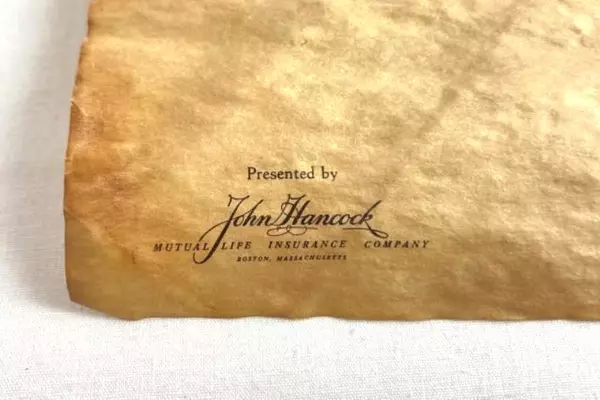 Presented by
John Hancock
MUTUAL LIFE INSURANCE COMPANY
BOSTON, MASSACHUSETTS